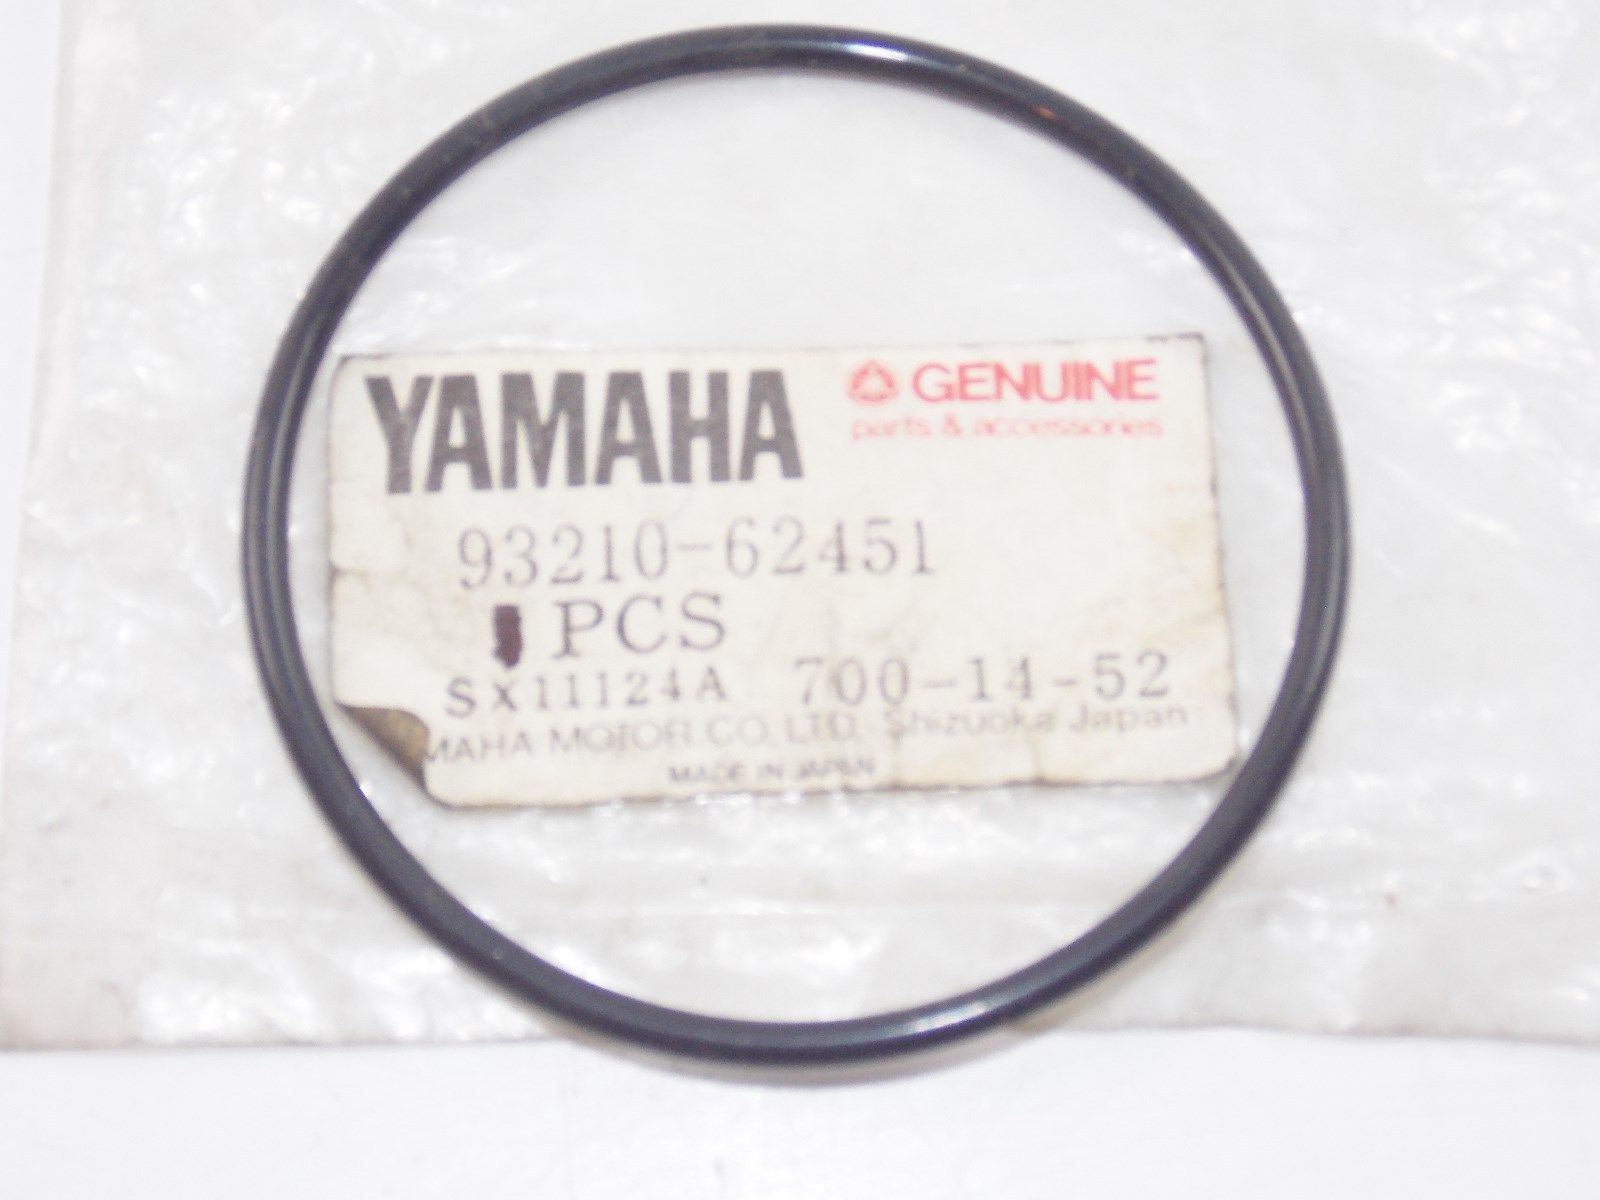 YAMAHA GENUINE
parts & accessories
93210-62451
1 PCS
SX11124A 700-14-52
MAHA MOTOR CO., LTD. Shizuoka Japan
MADE IN JAPAN